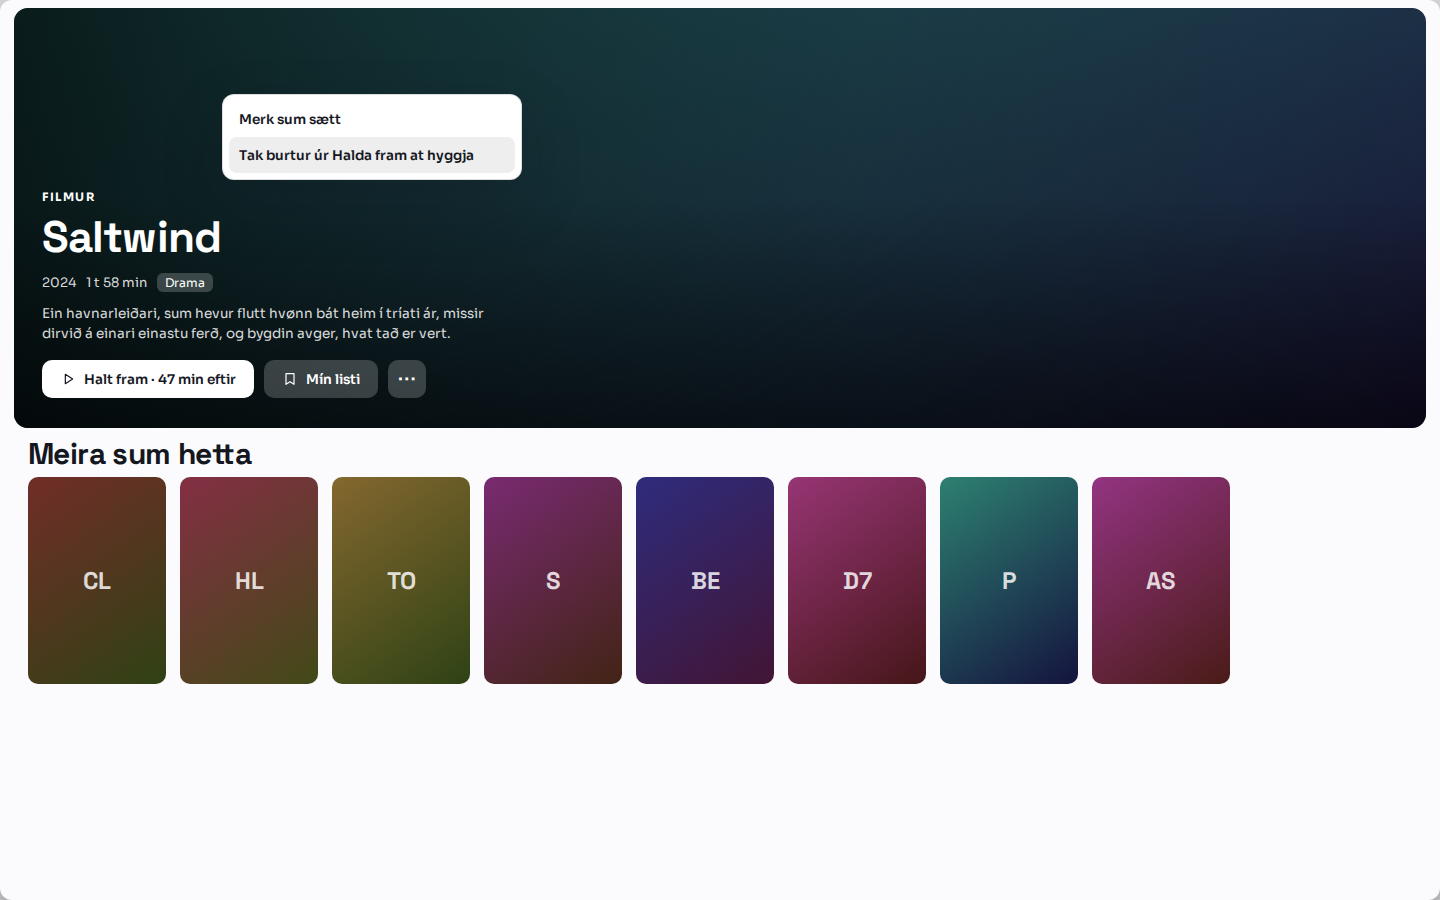 Merk sum sætt
Tak burtur úr Halda fram at hyggja
FILMUR
Saltwind
2024 1 t 58 min Drama
Ein havnarleiðari, sum hevur flutt hvønn bát heim í tríati ár, missir
dirvið á einari einastu ferð, og bygdin avger, hvat tað er vert.
Halt fram · 47 min eftir Mín listi
Meira sum hetta
CL HL TO S BE D7 P AS